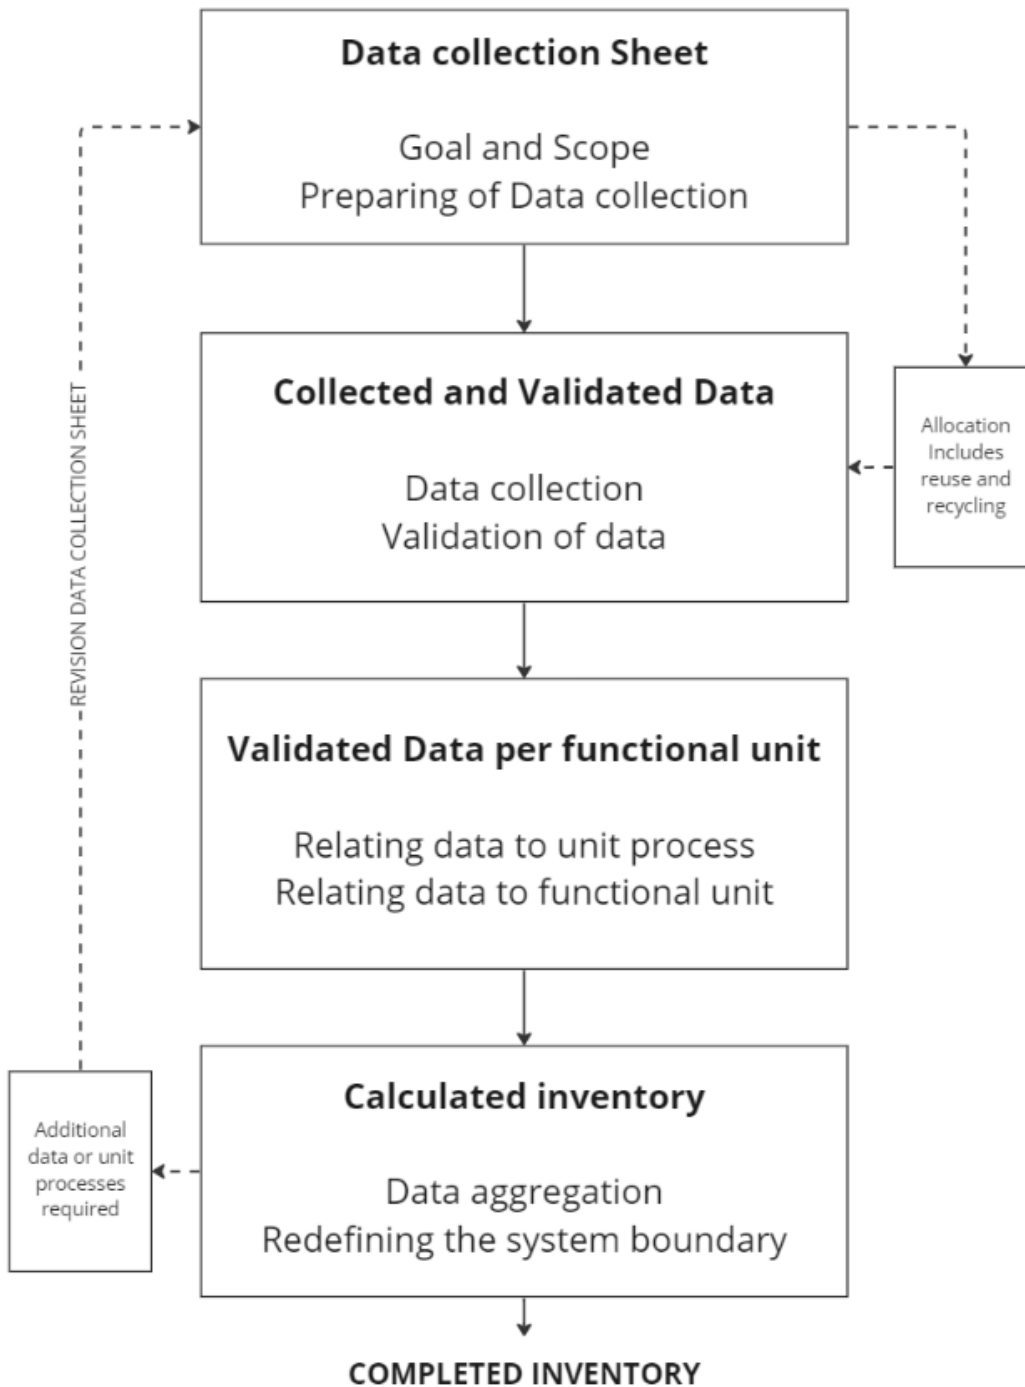 Data collection Sheet
Goal and Scope
Preparing of Data collection
REVISION DATA COLLECTION SHEET
Collected and Validated Data
Data collection
Validation of data
Allocation
Includes
reuse and
recycling
Validated Data per functional unit
Relating data to unit process
Relating data to functional unit
Calculated inventory
Data aggregation
Redefining the system boundary
Additional
data or unit
processes
required
COMPLETED INVENTORY